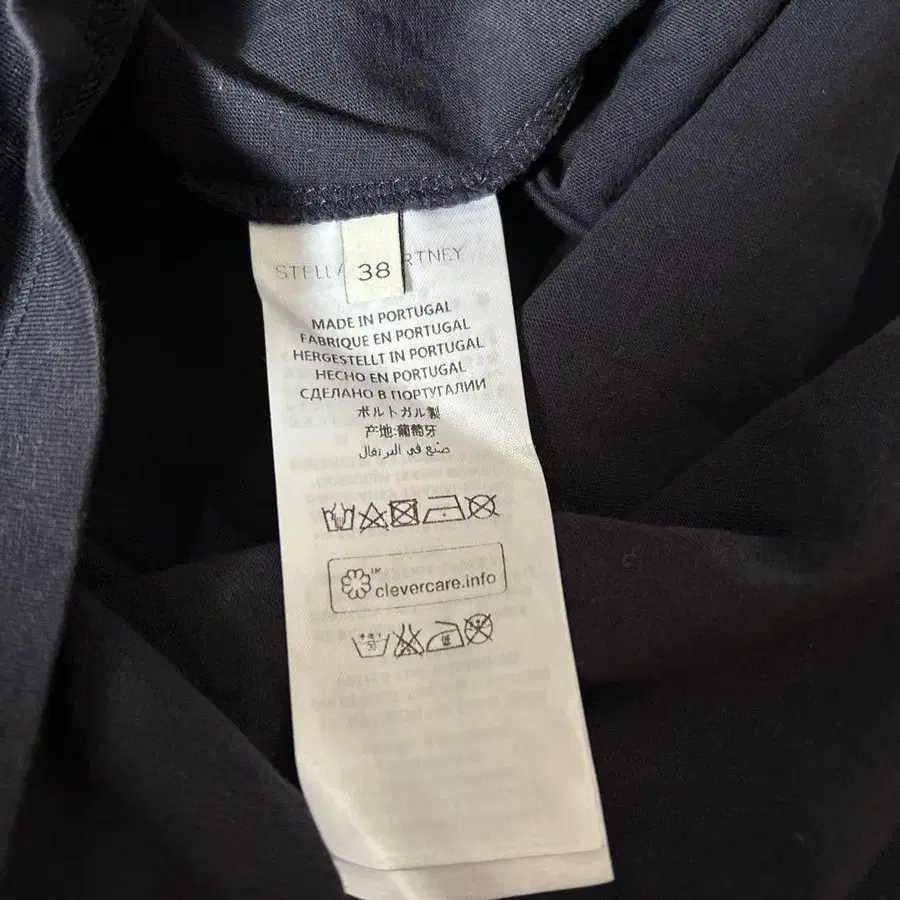 STELLA RTNEY
38
MADE IN PORTUGAL
FABRIQUE EN PORTUGAL
HERGESTELLT IN PORTUGAL
HECHO EN PORTUGAL
СДЕЛАНО В ПОРТУГАЛИИ
ポルトガル製
产地:葡萄牙
صنع في البرتغال
TM
clevercare.info